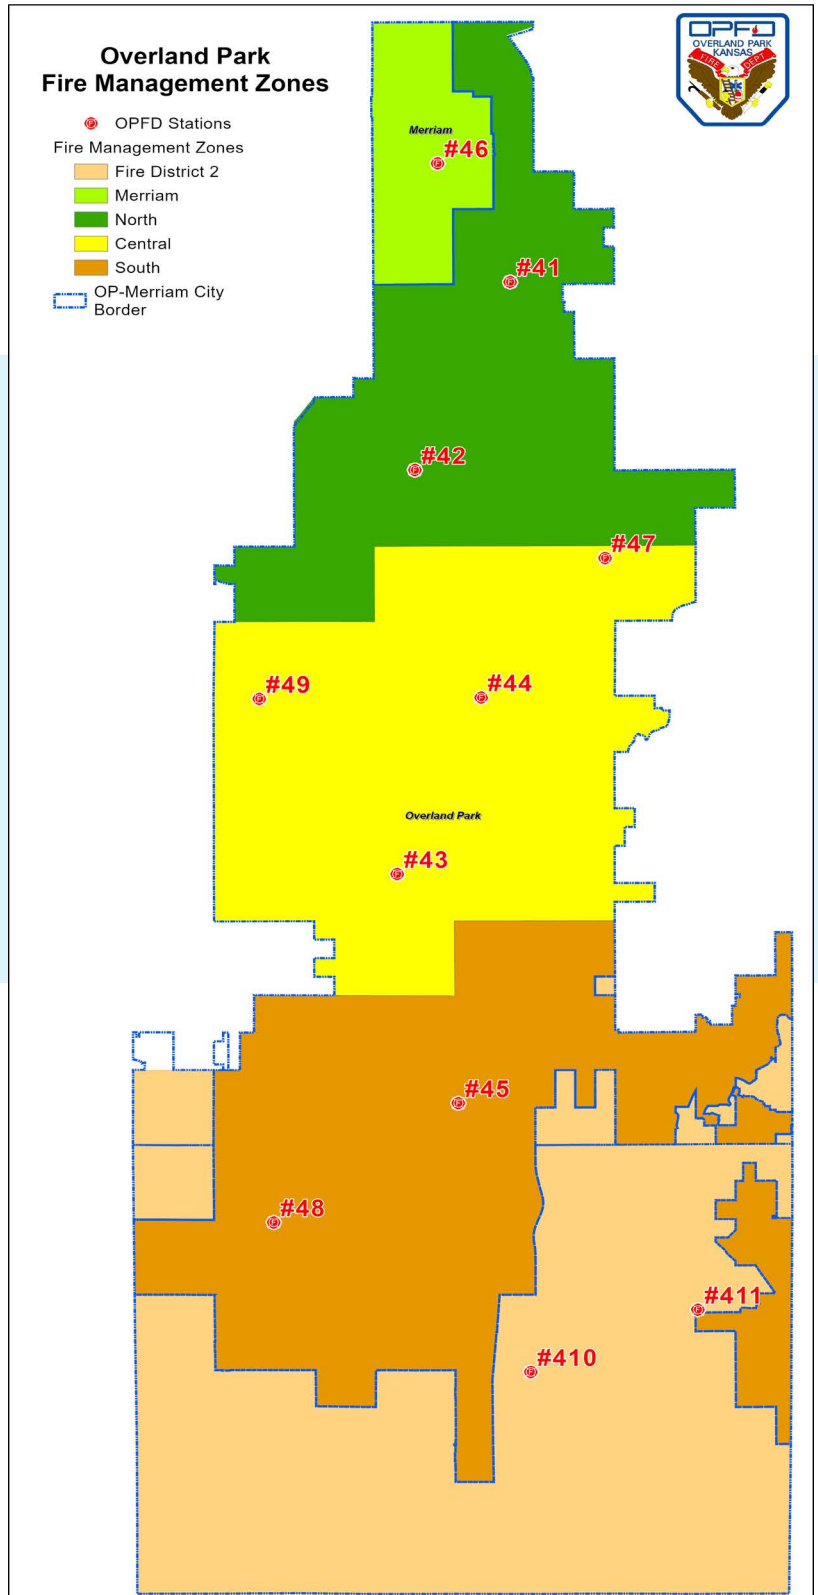 Overland Park
Fire Management Zones
OPFD Stations
Fire Management Zones
Fire District 2
Merriam
North
Central
South
OP-Merriam City
Border
OPFD
OVERLAND PARK
KANSAS
FIRE DEPT
Merriam
#46
#41
#42
#47
#49
#44
Overland Park
#43
#45
#48
#411
#410